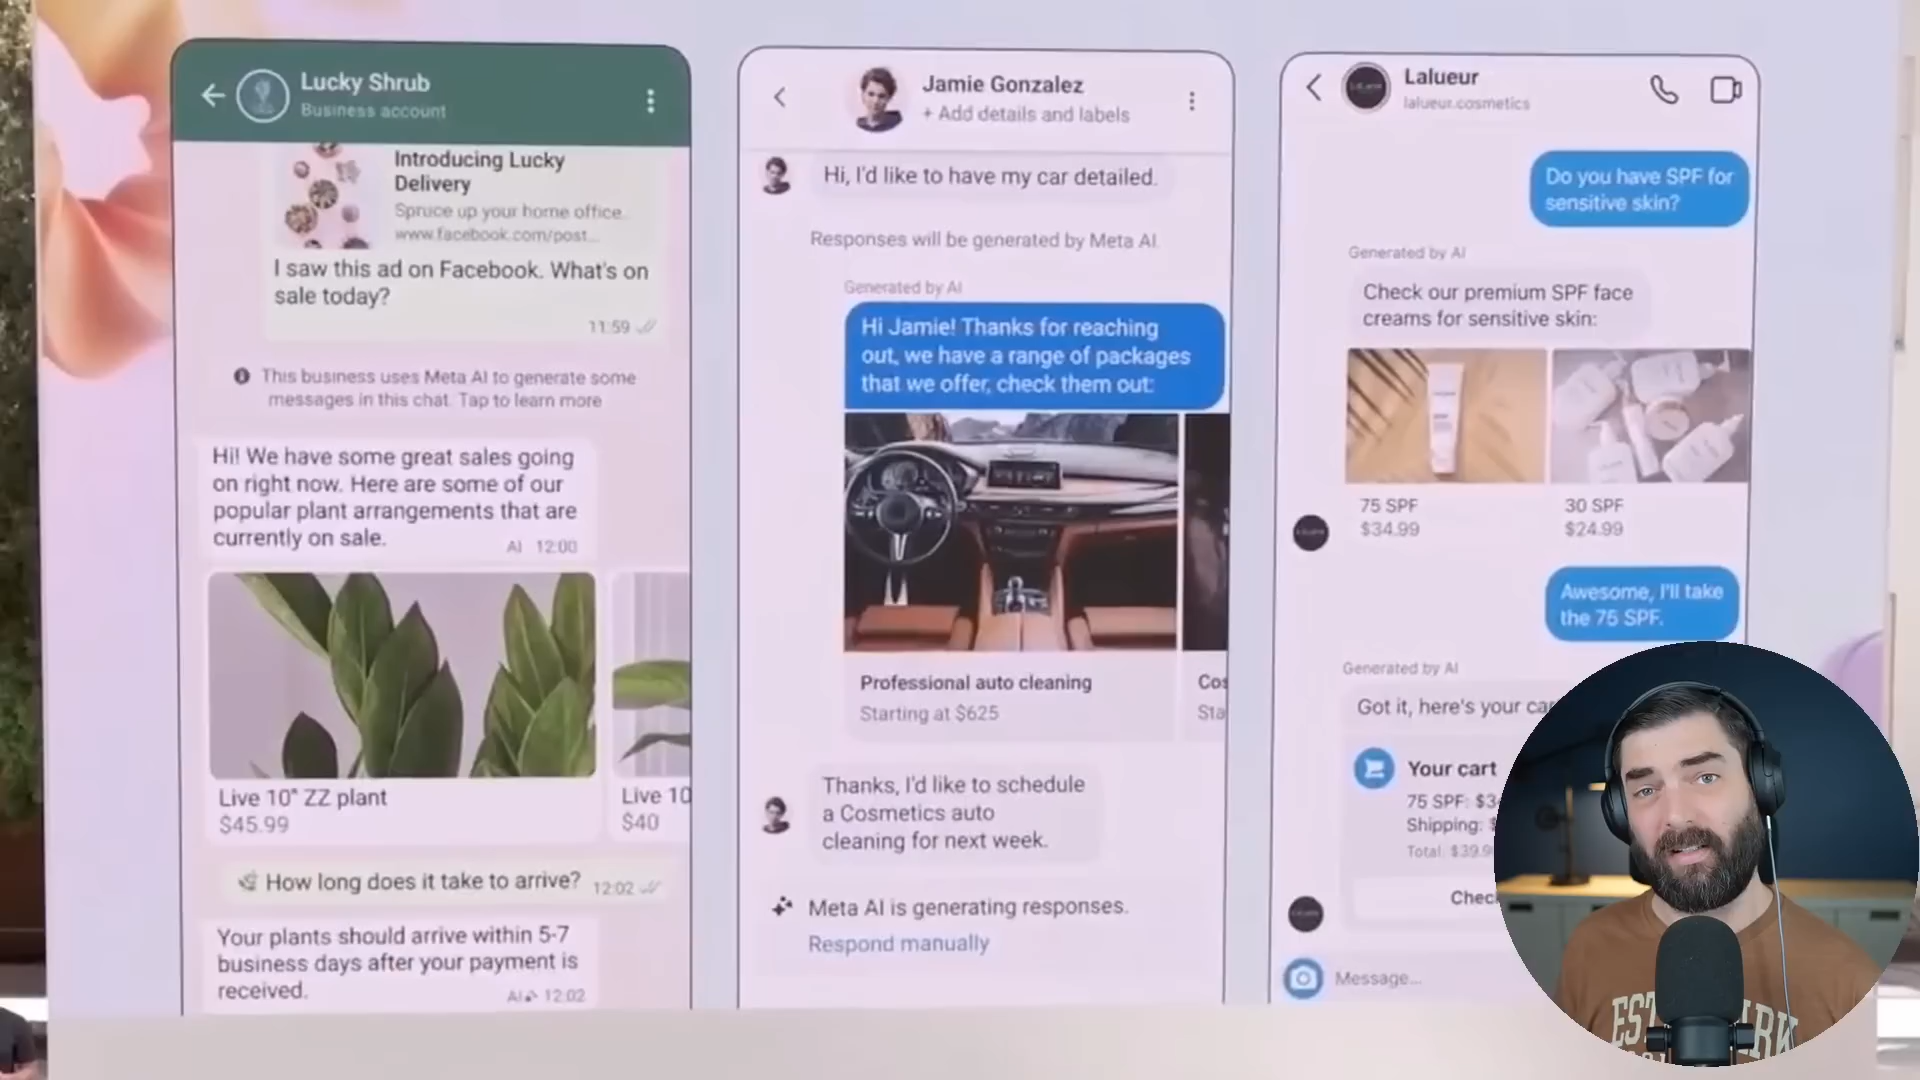 Lucky Shrub
Business account
Introducing Lucky
Delivery
Spruce up your home office.
www.facebook.com/post...
I saw this ad on Facebook. What's on
sale today?
11:59
This business uses Meta AI to generate some
messages in this chat. Tap to learn more
Hi! We have some great sales going
on right now. Here are some of our
popular plant arrangements that are
currently on sale.
AI 12:00
Live 10" ZZ plant
$45.99
Live 10
$40
How long does it take to arrive?
12:02
Your plants should arrive within 5-7
business days after your payment is
received.
AI 12:02
Jamie Gonzalez
+ Add details and labels
Hi, I'd like to have my car detailed.
Responses will be generated by Meta AI.
Generated by AI
Hi Jamie! Thanks for reaching
out, we have a range of packages
that we offer, check them out:
Professional auto cleaning
Starting at $625
Cos
Sta
Thanks, I'd like to schedule
a Cosmetics auto
cleaning for next week.
Meta AI is generating responses.
Respond manually
Lalueur
lalueur.cosmetics
Do you have SPF for
sensitive skin?
Generated by AI
Check our premium SPF face
creams for sensitive skin:
75 SPF
$34.99
30 SPF
$24.99
Awesome, I'll take
the 75 SPF.
Generated by AI
Got it, here's your
Your cart
75 SPF:
Shipping:
Total:
Message...